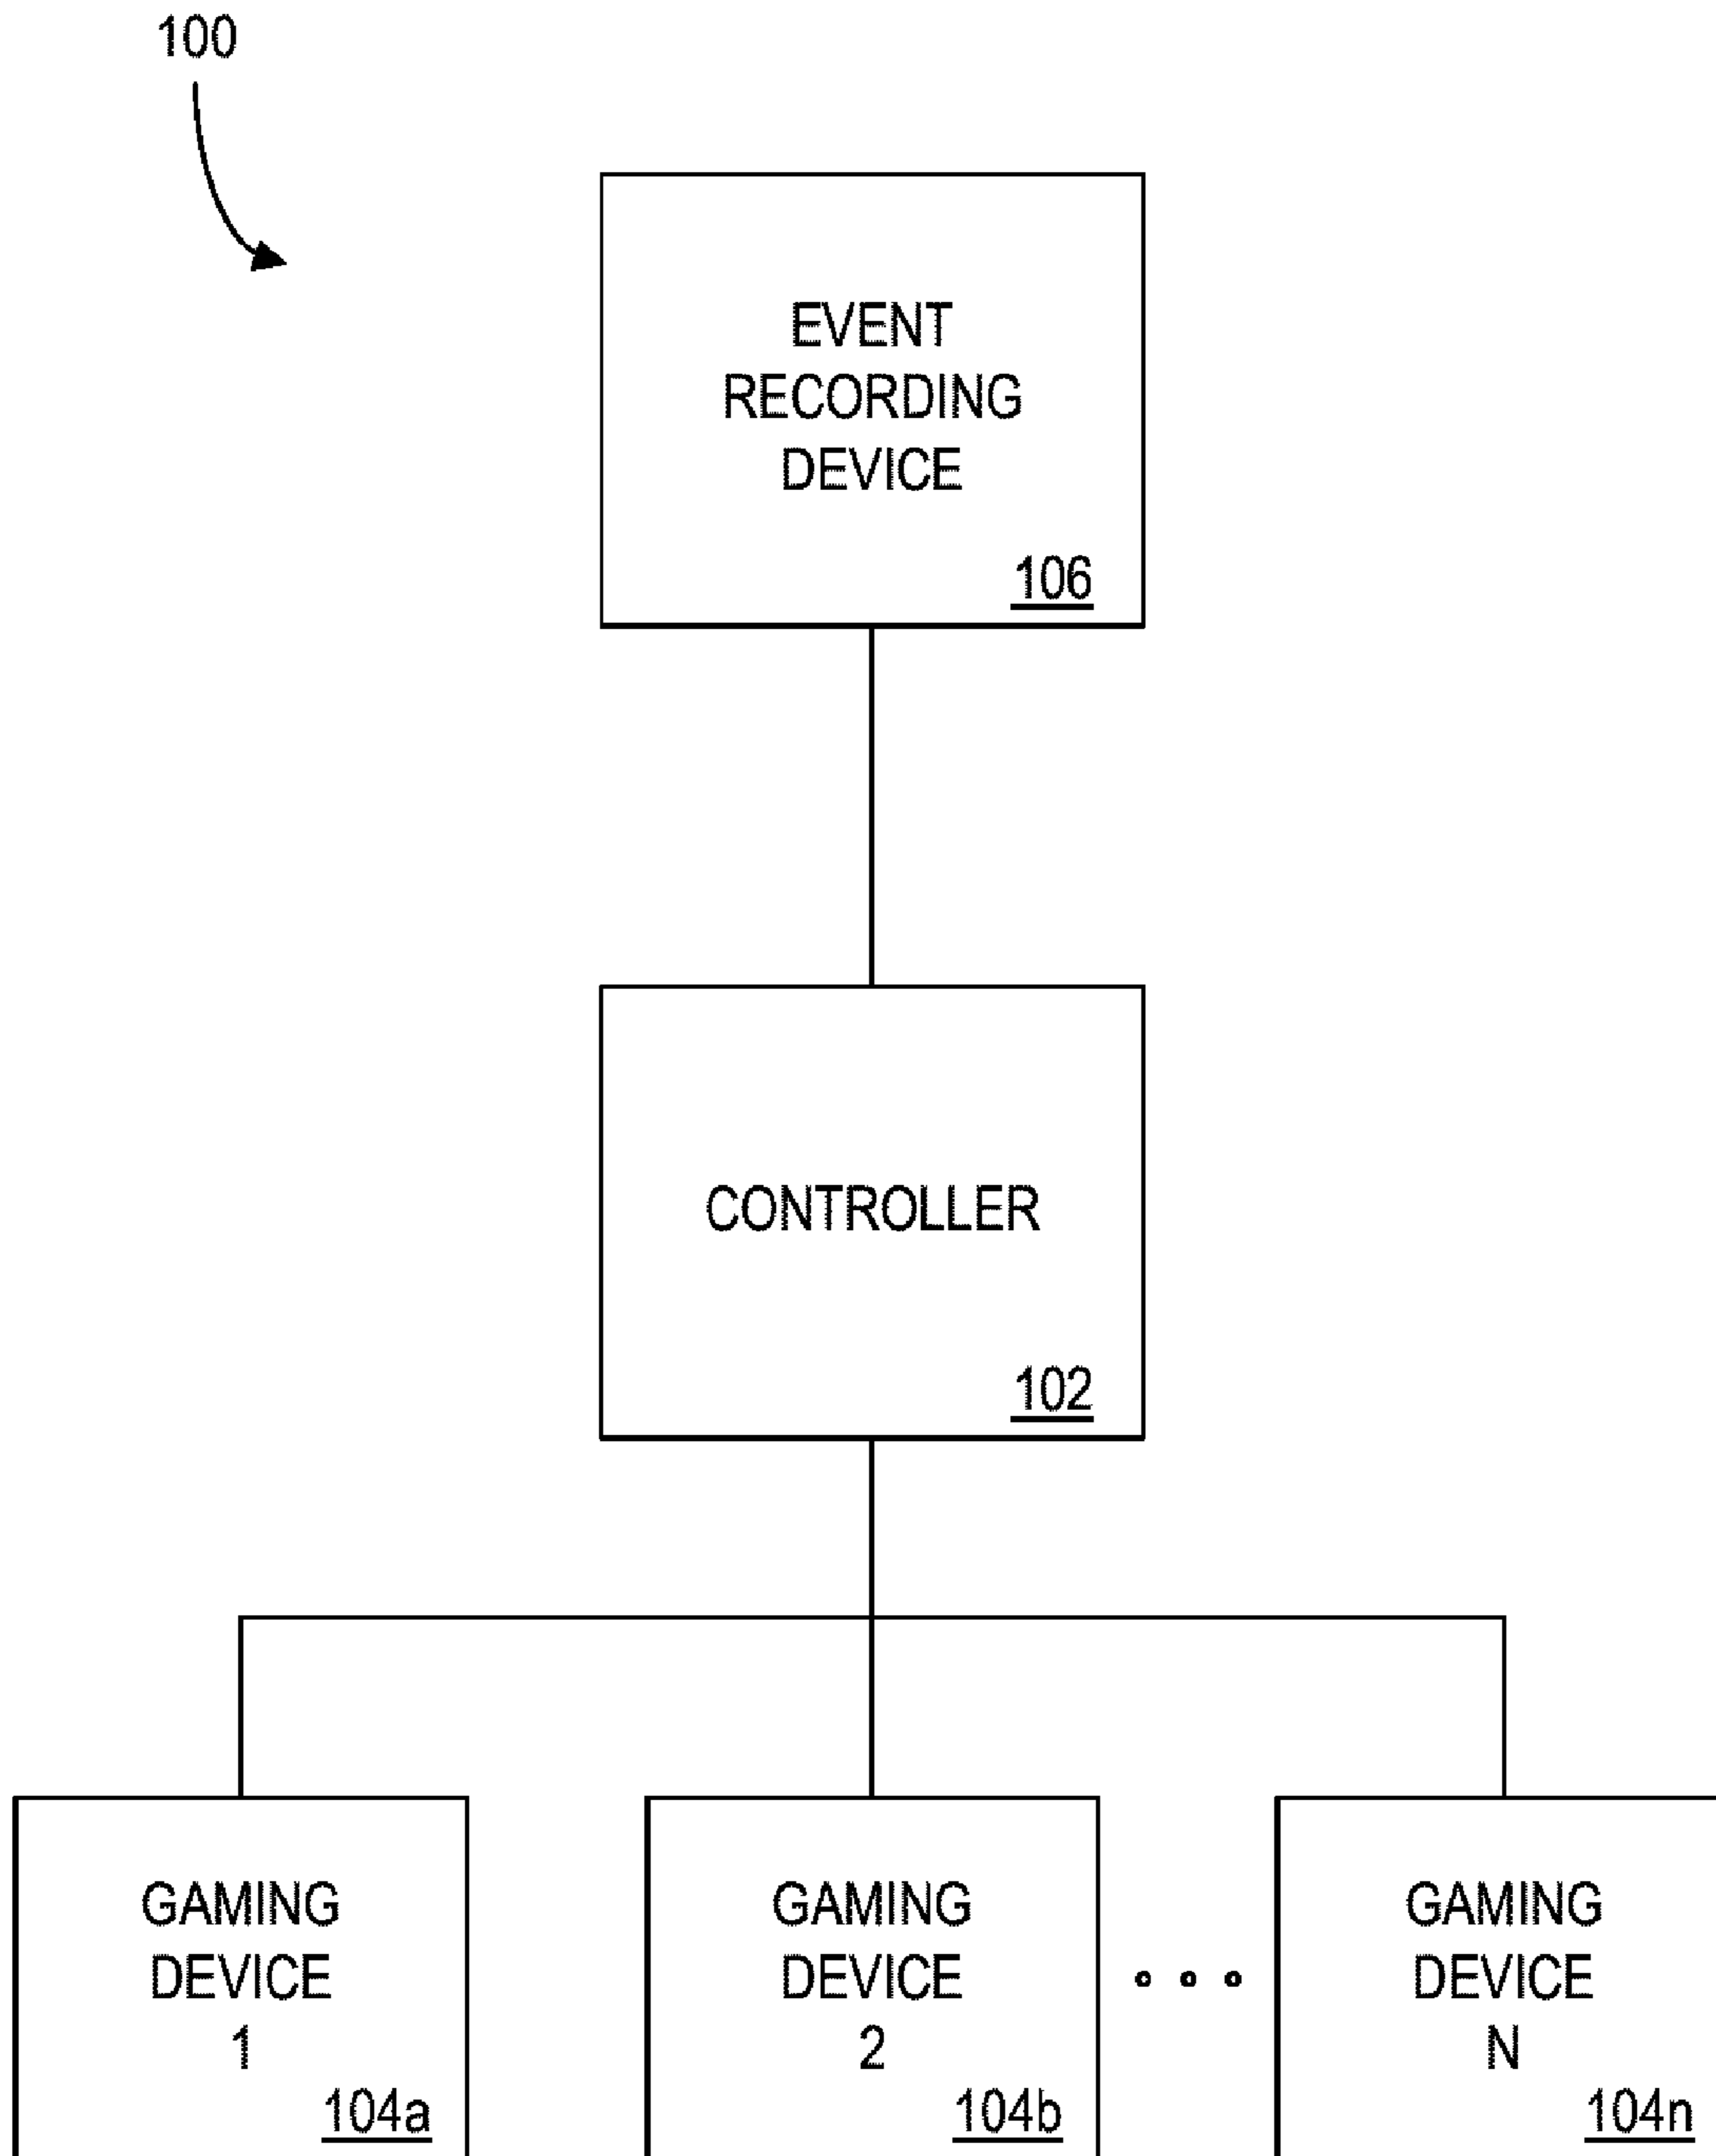 100
EVENT
RECORDING
DEVICE
106
CONTROLLER
102
GAMING
DEVICE
1
104a
GAMING
DEVICE
2
104b
GAMING
DEVICE
N
104n